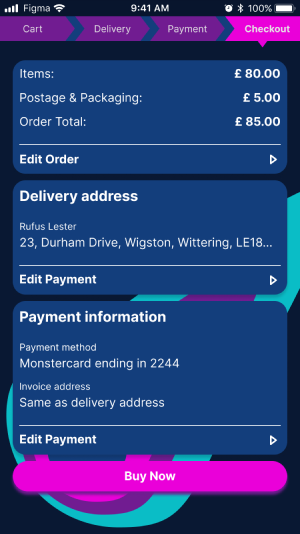 Figma 9:41 AM 100%
Cart Delivery Payment Checkout
Items: £ 80.00
Postage & Packaging: £ 5.00
Order Total: £ 85.00
Edit Order
Delivery address
Rufus Lester
23, Durham Drive, Wigston, Wittering, LE18...
Edit Payment
Payment information
Payment method
Monstercard ending in 2244
Invoice address
Same as delivery address
Edit Payment
Buy Now